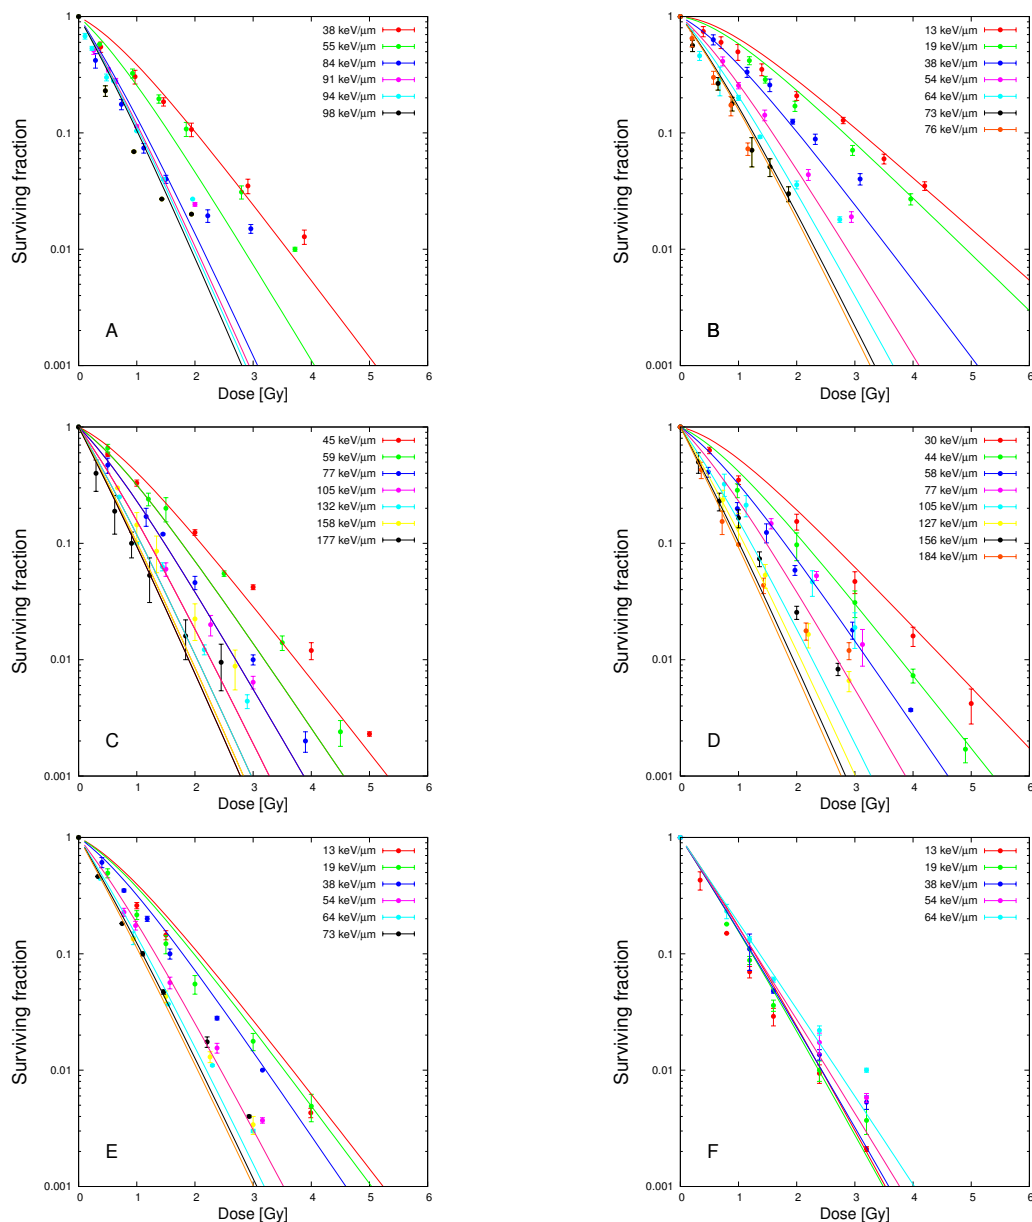 1
0.1
0.01
0.001
0 1 2 3 4 5 6
Surviving fraction
Dose [Gy]
A
38 keV/μm
55 keV/μm
84 keV/μm
91 keV/μm
94 keV/μm
98 keV/μm
1
0.1
0.01
0.001
0 1 2 3 4 5 6
Surviving fraction
Dose [Gy]
B
13 keV/μm
19 keV/μm
38 keV/μm
54 keV/μm
64 keV/μm
73 keV/μm
76 keV/μm
1
0.1
0.01
0.001
0 1 2 3 4 5 6
Surviving fraction
Dose [Gy]
C
45 keV/μm
59 keV/μm
77 keV/μm
105 keV/μm
132 keV/μm
158 keV/μm
177 keV/μm
1
0.1
0.01
0.001
0 1 2 3 4 5 6
Surviving fraction
Dose [Gy]
D
30 keV/μm
44 keV/μm
58 keV/μm
77 keV/μm
105 keV/μm
127 keV/μm
156 keV/μm
184 keV/μm
1
0.1
0.01
0.001
0 1 2 3 4 5 6
Surviving fraction
Dose [Gy]
E
13 keV/μm
19 keV/μm
38 keV/μm
54 keV/μm
64 keV/μm
73 keV/μm
1
0.1
0.01
0.001
0 1 2 3 4 5 6
Surviving fraction
Dose [Gy]
F
13 keV/μm
19 keV/μm
38 keV/μm
54 keV/μm
64 keV/μm